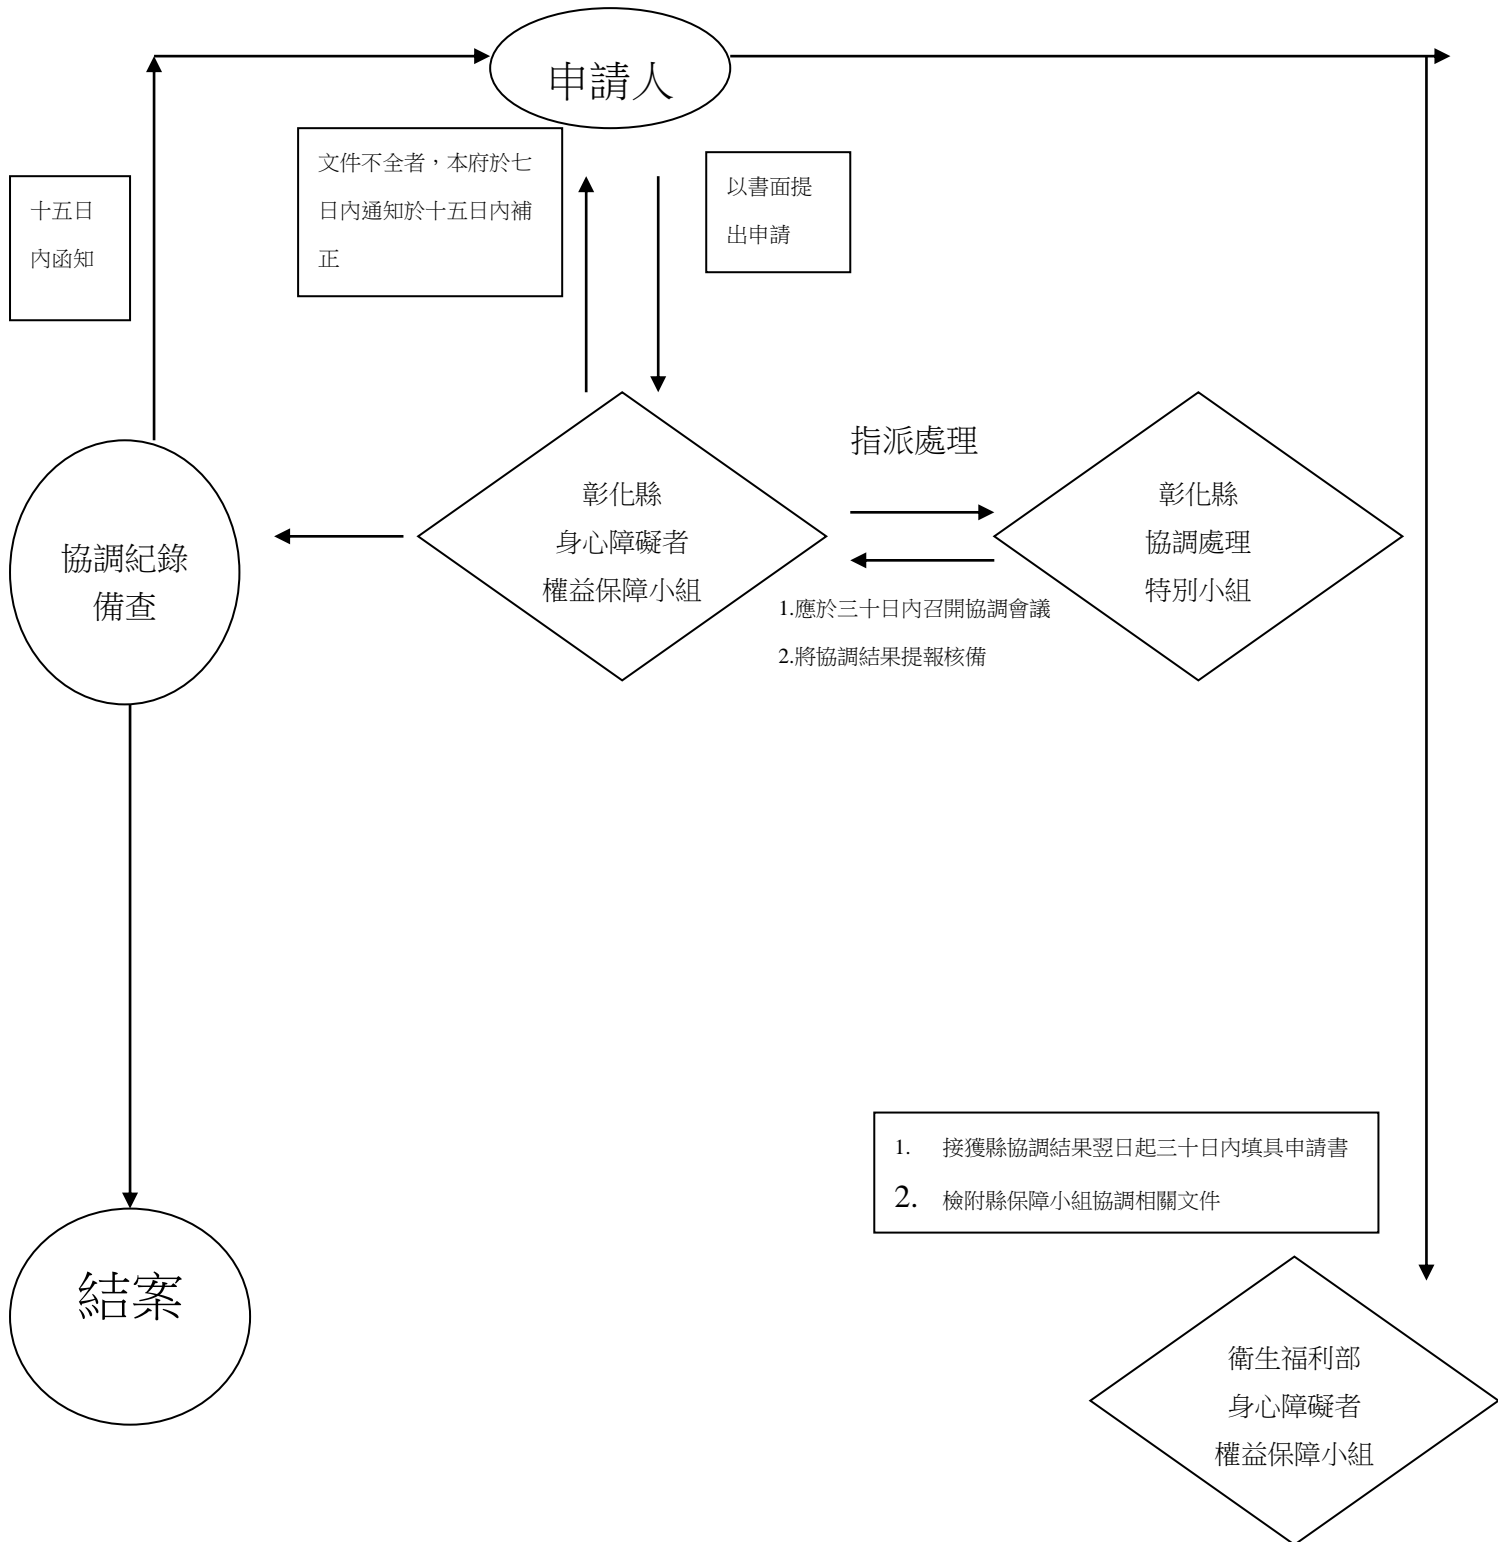 申請人
文件不全者，本府於七
日內通知於十五日內補
正
以書面提
出申請
十五日
內函知
指派處理
彰化縣
身心障礙者
權益保障小組
彰化縣
協調處理
特別小組
協調紀錄
備查
1.應於三十日內召開協調會議
2.將協調結果提報核備
1. 接獲縣協調結果翌日起三十日內填具申請書
2. 檢附縣保障小組協調相關文件
結案
衛生福利部
身心障礙者
權益保障小組